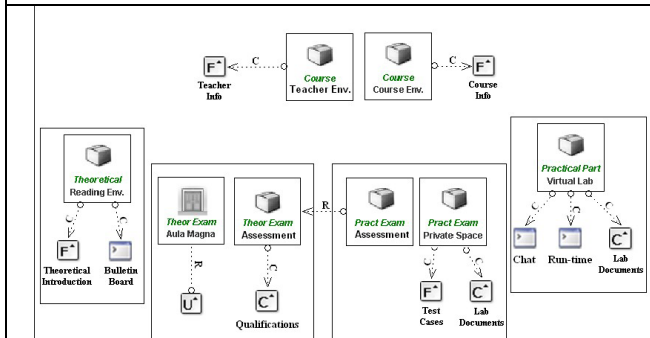 C
C
F
Teacher
Info
Course
Teacher Env.
Course
Course Env.
F
Course
Info
Theoretical
Reading Env.
C
C
F
Theoretical
Introduction
Bulletin
Board
Theor Exam
Aula Magna
R
U
Theor Exam
Assessment
C
C
Qualifications
R
Pract Exam
Assessment
Pract Exam
Private Space
C
C
F
Test
Cases
C
Lab
Documents
Practical Part
Virtual Lab
C
C
C
Chat
Run-time
C
Lab
Documents